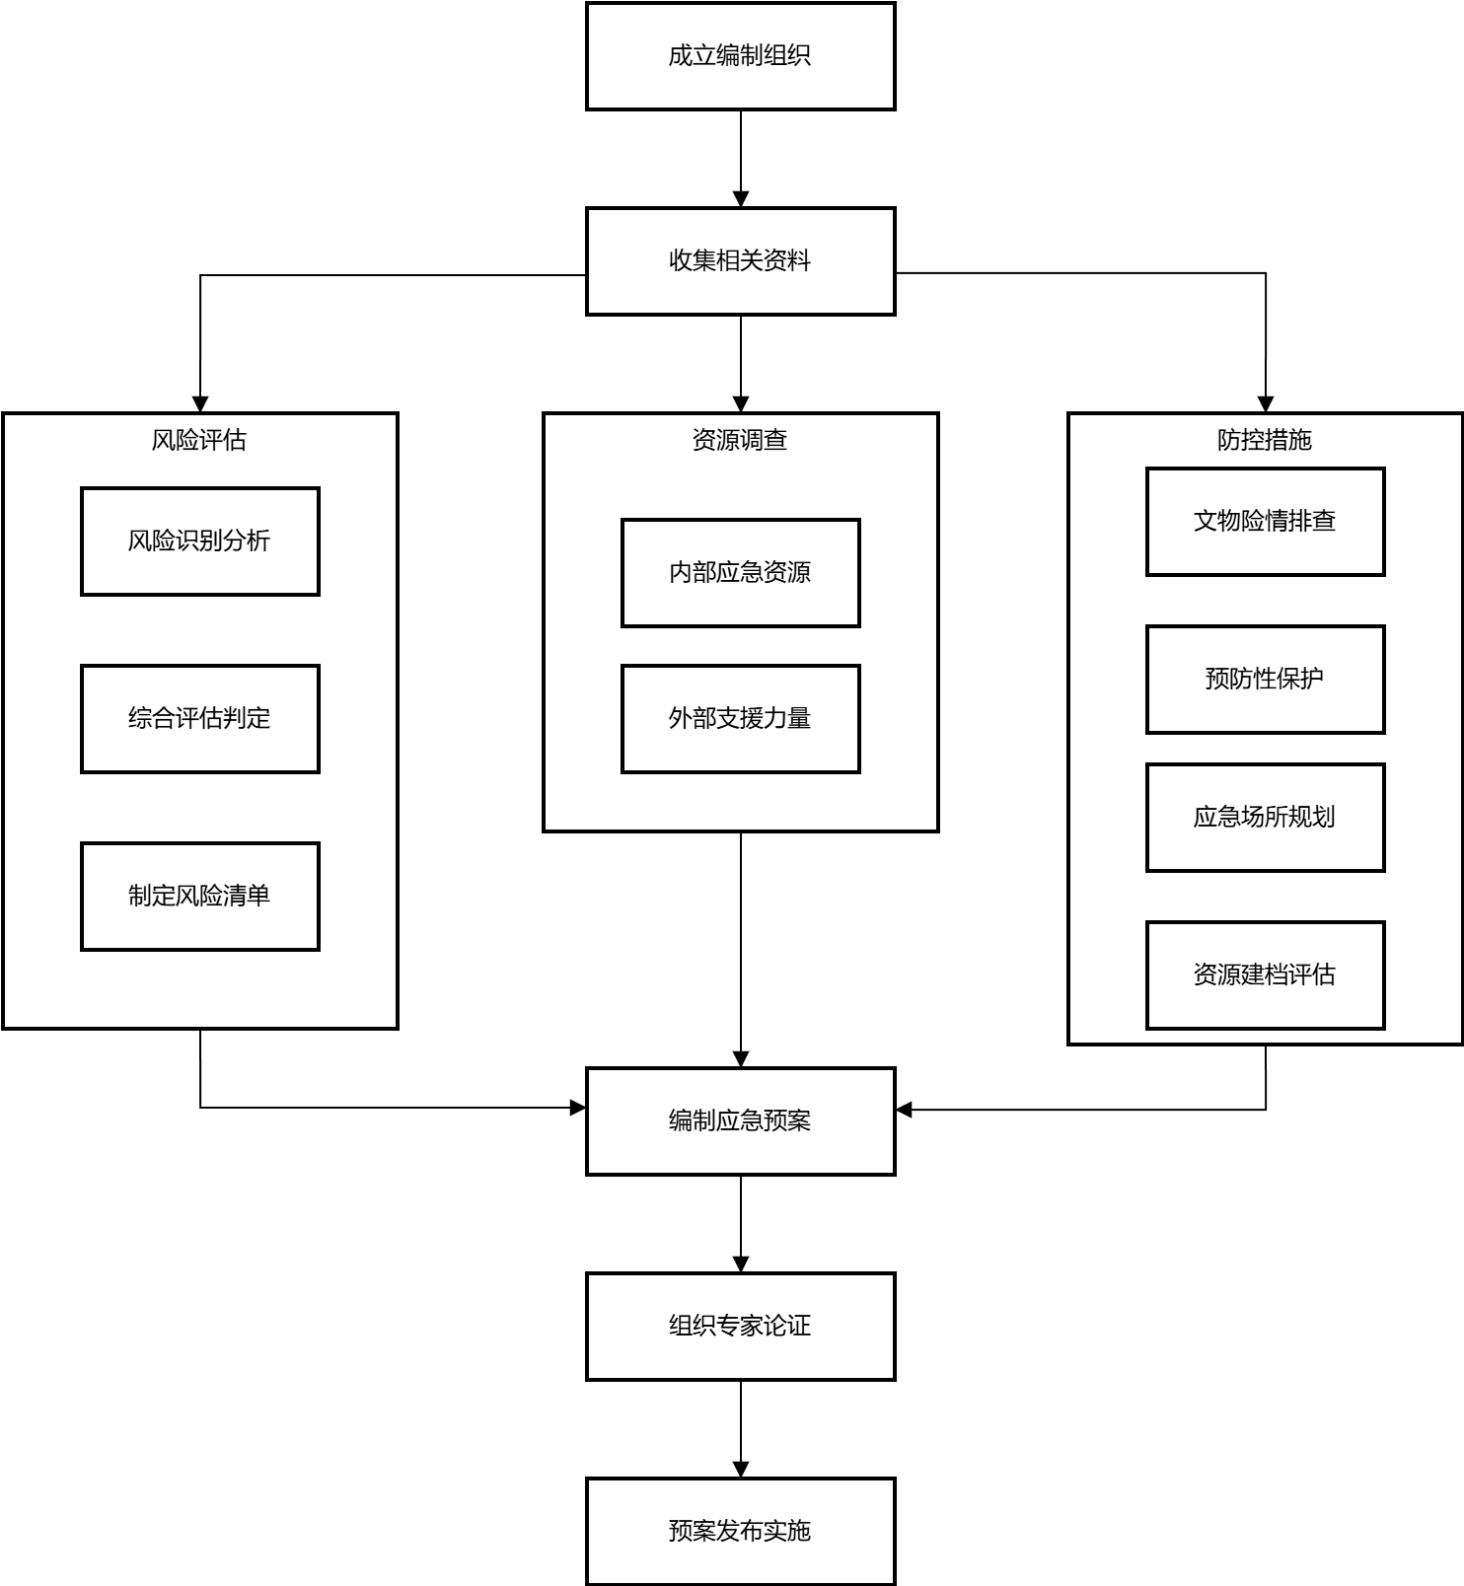 成立编制组织
收集相关资料
风险评估
风险识别分析
综合评估判定
制定风险清单
资源调查
内部应急资源
外部支援力量
防控措施
文物险情排查
预防性保护
应急场所规划
资源建档评估
编制应急预案
组织专家论证
预案发布实施